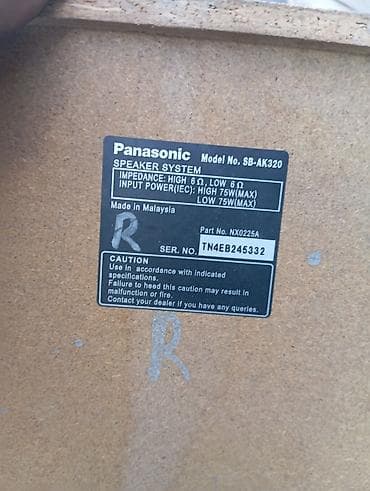 Panasonic Model No. SB-AK320
SPEAKER SYSTEM
IMPEDANCE: HIGH 6Ω, LOW 6Ω
INPUT POWER(IEC): HIGH 75W(MAX)
LOW 75W(MAX)
Made in Malaysia
R
Part No. NX0225A
SER. NO. TN4EB245332
CAUTION
Use in accordance with indicated
specifications.
Failure to heed this caution may result in
malfunction or fire.
Contact your dealer if you have any queries.
R